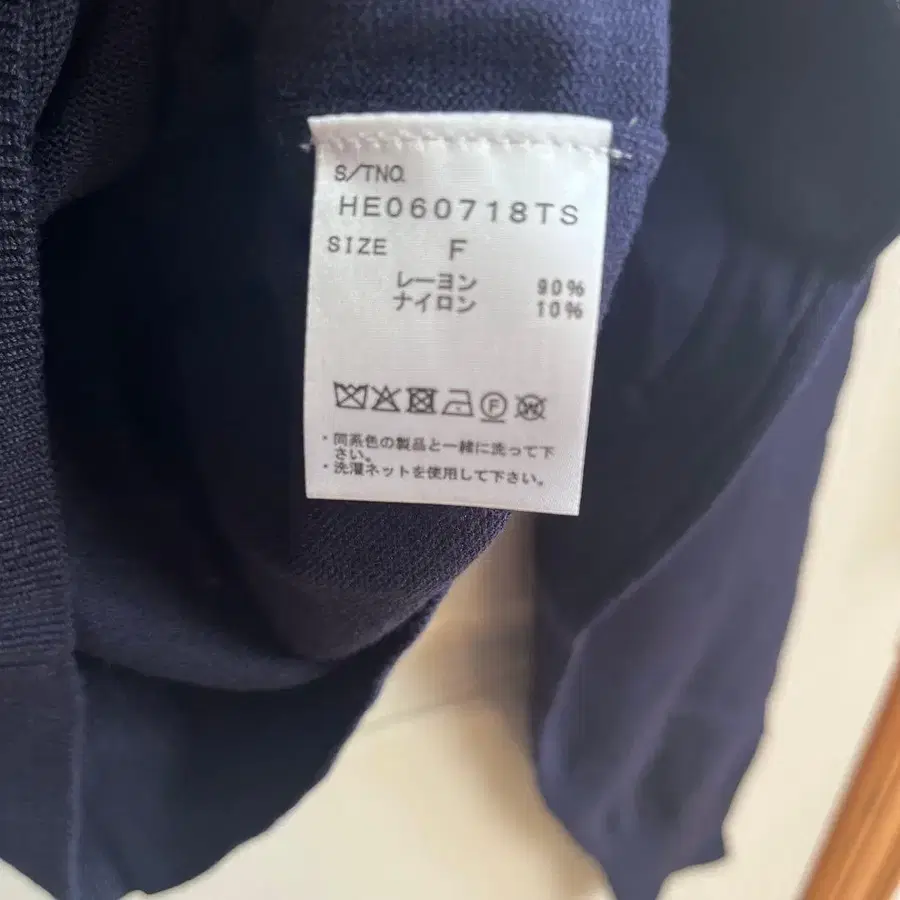 S/TNO.
HE060718TS
SIZE F
レーヨン 90%
ナイロン 10%
F W
・同系色の製品と一緒に洗って下
さい。
・洗濯ネットを使用して下さい。